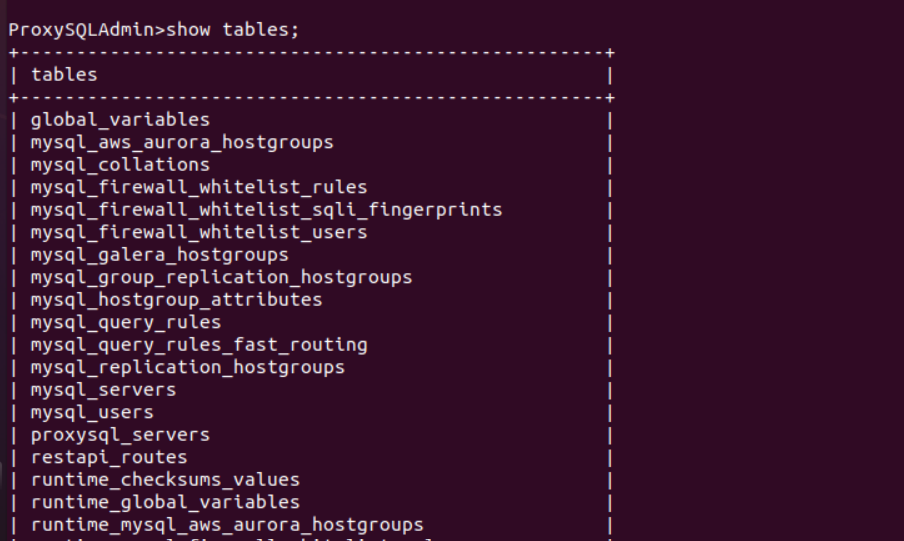 ProxySQLAdmin>show tables;
+-----------------------------------------------------+
| tables |
+-----------------------------------------------------+
| global_variables |
| mysql_aws_aurora_hostgroups |
| mysql_collations |
| mysql_firewall_whitelist_rules |
| mysql_firewall_whitelist_sqli_fingerprints |
| mysql_firewall_whitelist_users |
| mysql_galera_hostgroups |
| mysql_group_replication_hostgroups |
| mysql_hostgroup_attributes |
| mysql_query_rules |
| mysql_query_rules_fast_routing |
| mysql_replication_hostgroups |
| mysql_servers |
| mysql_users |
| proxysql_servers |
| restapi_routes |
| runtime_checksums_values |
| runtime_global_variables |
| runtime_mysql_aws_aurora_hostgroups |